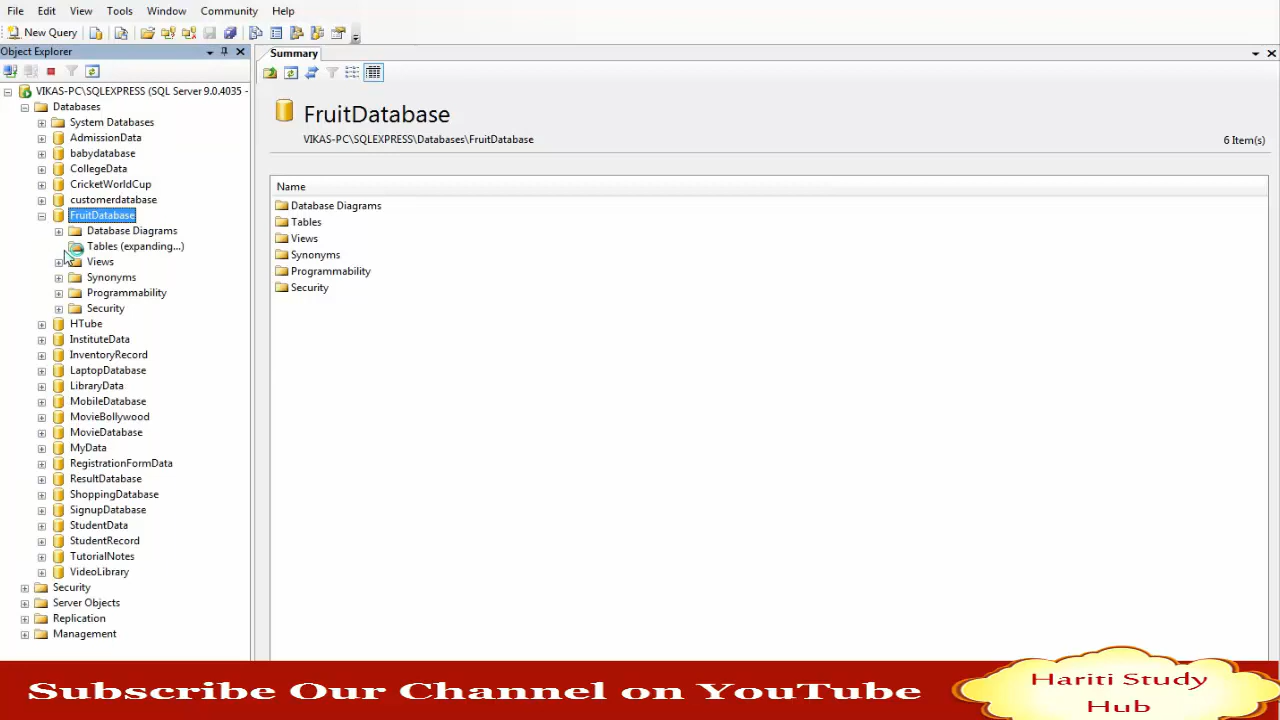 File Edit View Tools Window Community Help
New Query
Object Explorer
Summary
VIKAS-PC\SQLEXPRESS (SQL Server 9.0.4035 -
Databases
System Databases
AdmissionData
babydatabase
CollegeData
CricketWorldCup
customerdatabase
FruitDatabase
Database Diagrams
Tables (expanding...)
Views
Synonyms
Programmability
Security
HTube
InstituteData
InventoryRecord
LaptopDatabase
LibraryData
MobileDatabase
MovieBollywood
MovieDatabase
MyData
RegistrationFormData
ResultDatabase
ShoppingDatabase
SignupDatabase
StudentData
StudentRecord
TutorialNotes
VideoLibrary
Security
Server Objects
Replication
Management
FruitDatabase
VIKAS-PC\SQLEXPRESS\Databases\FruitDatabase
6 Item(s)
Name
Database Diagrams
Tables
Views
Synonyms
Programmability
Security
Subscribe Our Channel on YouTube
Hariti Study
Hub